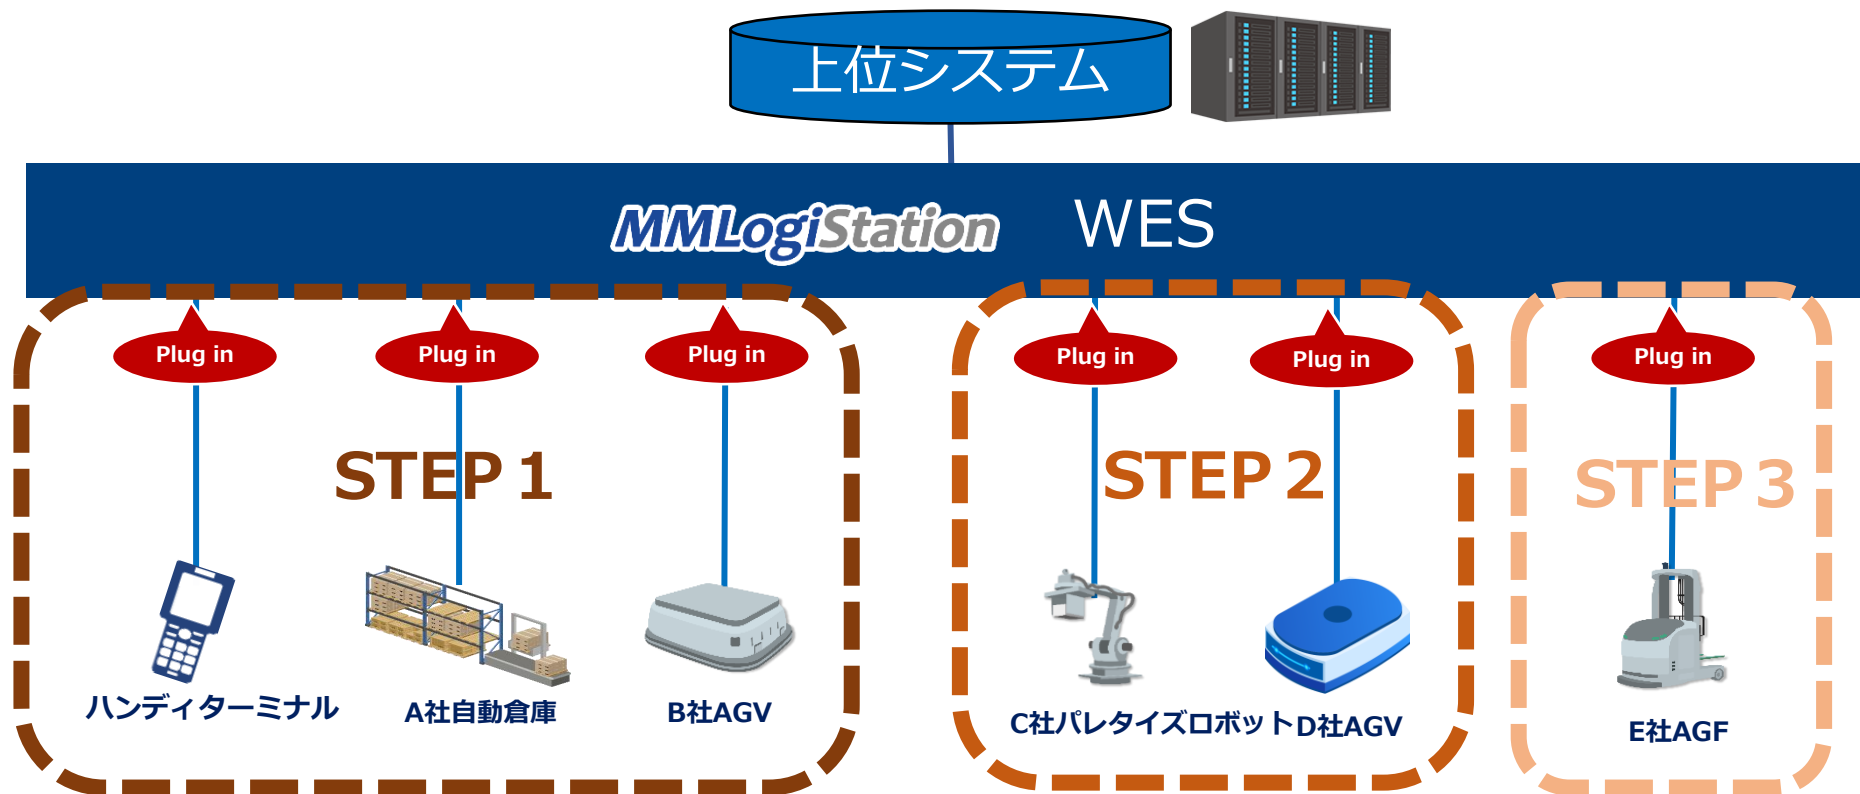 上位システム
MMLogiStation WES
Plug in
Plug in
Plug in
Plug in
Plug in
Plug in
STEP 1
STEP 2
STEP 3
ハンディターミナル
A社自動倉庫
B社AGV
C社パレタイズロボット
D社AGV
E社AGF